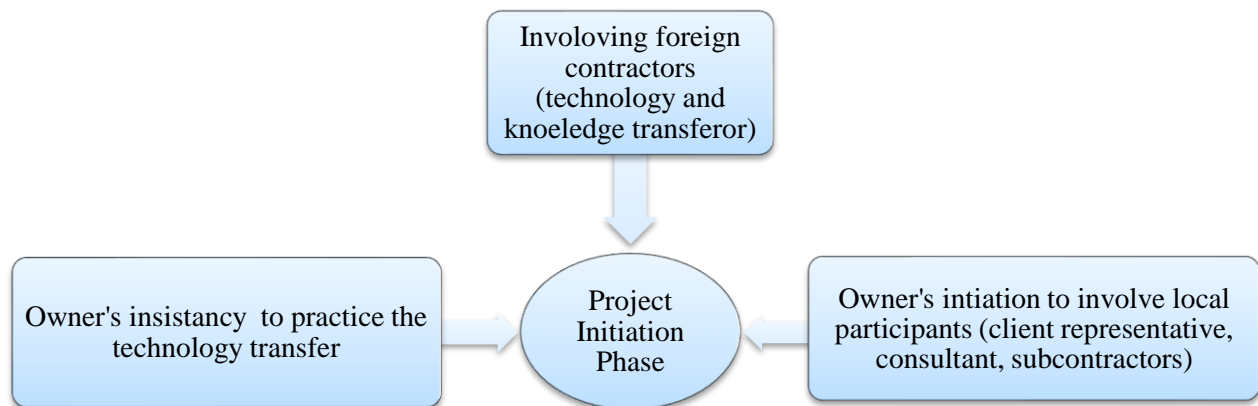 Involoving foreign
contractors
(technology and
knoeledge transferor)
Owner's insistancy to practice the
technology transfer
Project
Initiation
Phase
Owner's intiation to involve local
participants (client representative,
consultant, subcontractors)